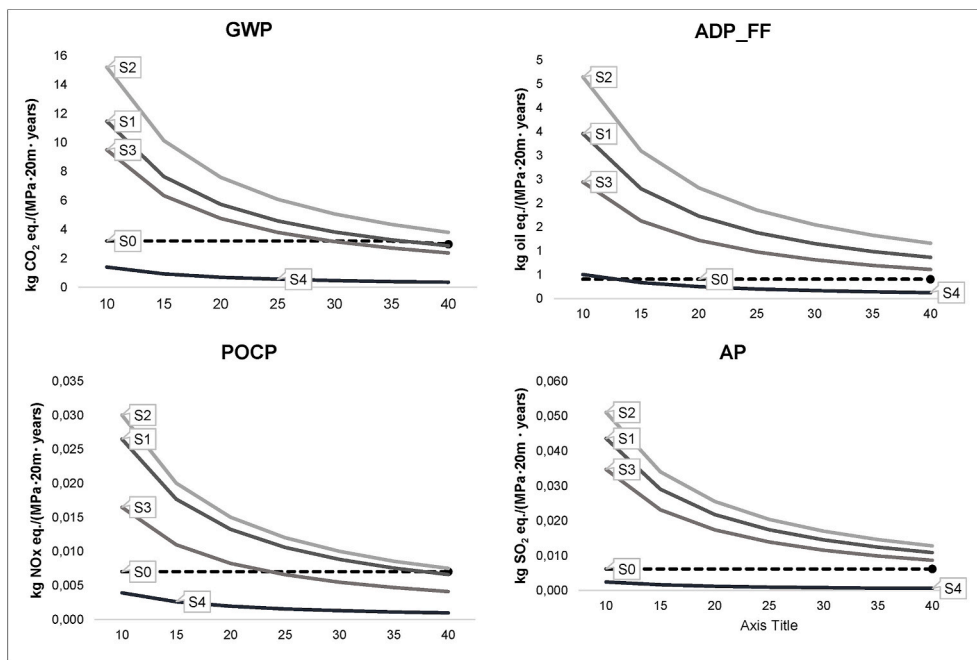 GWP
kg CO₂ eq./(MPa·20m· years)
16
14
12
10
8
6
4
2
0
S2
S1
S3
S0
S4
10 15 20 25 30 35 40
ADP_FF
kg oil eq./(MPa·20m· years)
5
5
4
4
3
3
2
2
1
1
0
S2
S1
S3
S0
S4
10 15 20 25 30 35 40
POCP
kg NOx eq./(MPa·20m· years)
0,035
0,030
0,025
0,020
0,015
0,010
0,005
0,000
S2
S1
S3
S0
S4
10 15 20 25 30 35 40
AP
kg SO₂ eq./(MPa·20m · years)
0,060
0,050
0,040
0,030
0,020
0,010
0,000
S2
S1
S3
S0
S4
10 15 20 25 30 35 40
Axis Title